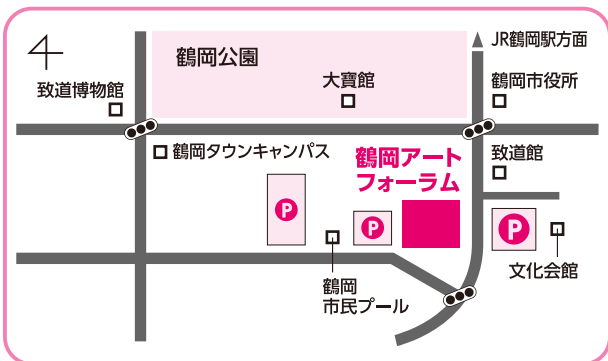 JR鶴岡駅方面
鶴岡公園
致道博物館
大寶館
鶴岡市役所
鶴岡タウンキャンパス
鶴岡アート
フォーラム
致道館
P
P
P
鶴岡
市民プール
文化会館